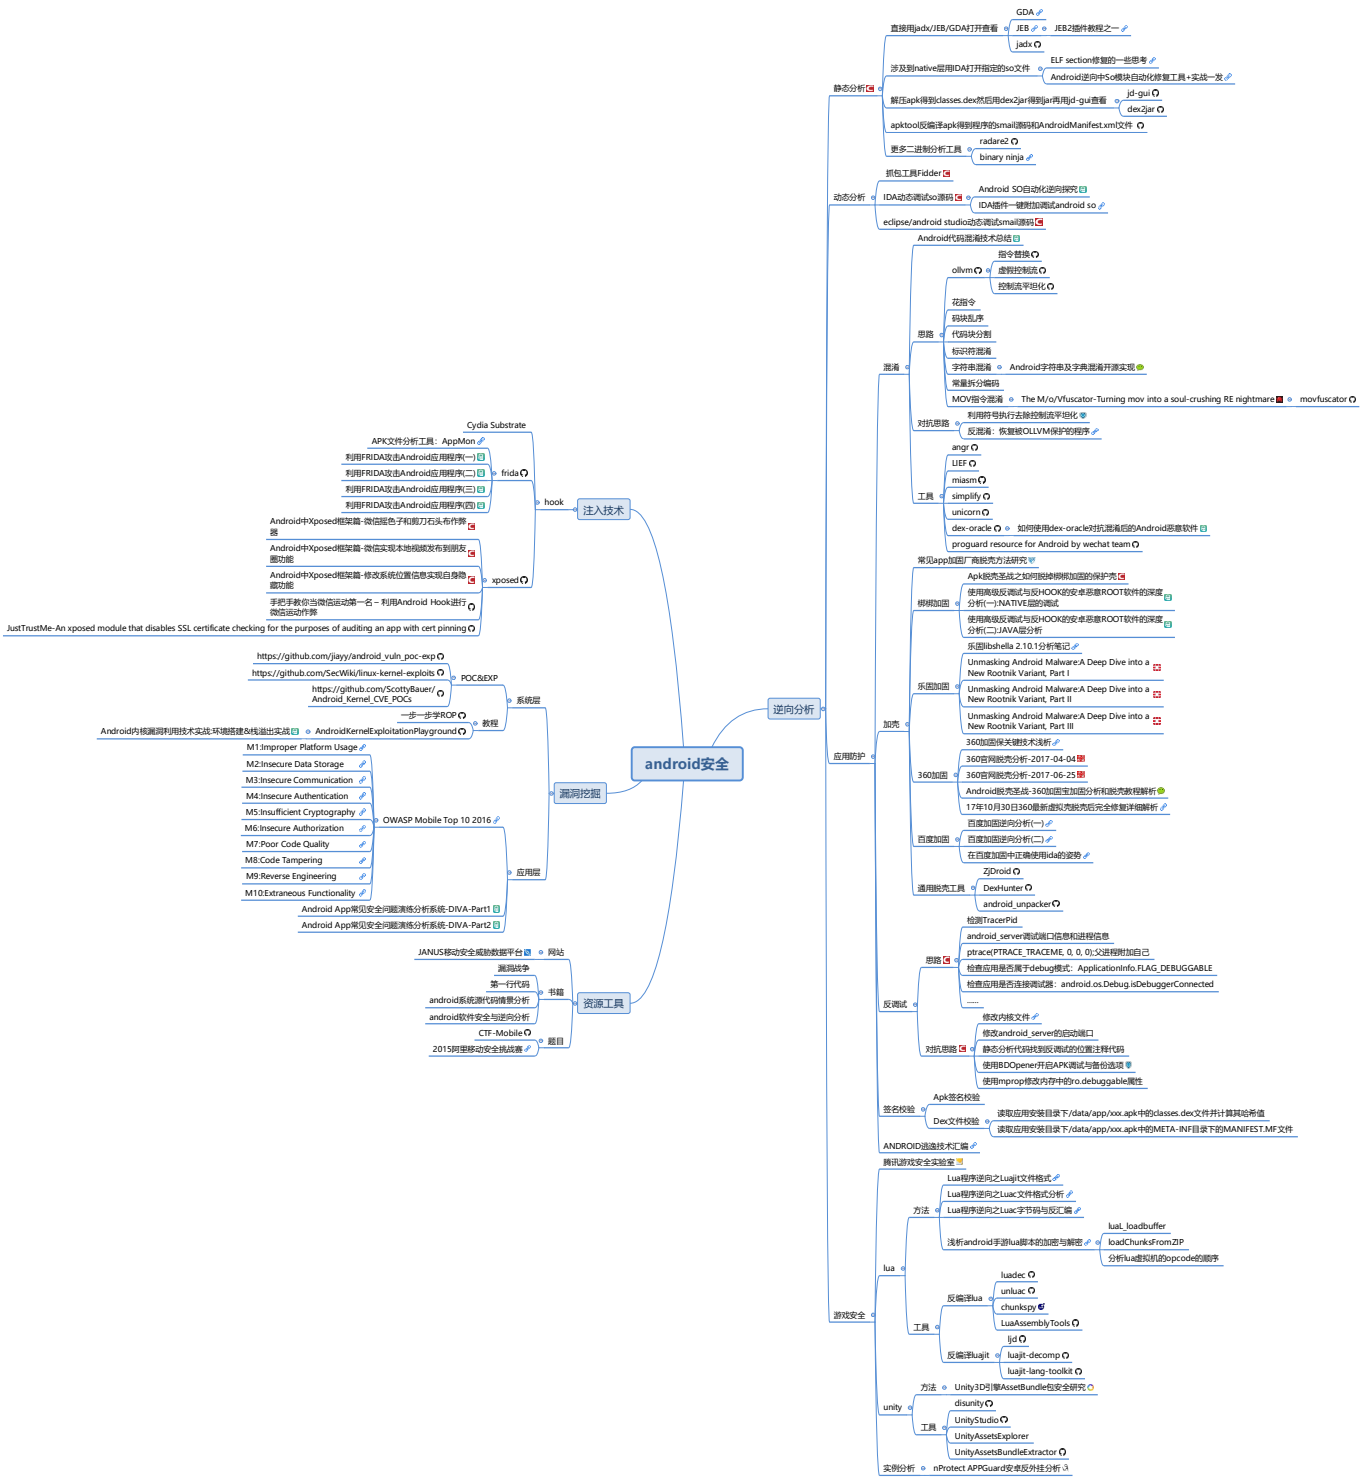 android安全
注入技术
hook
Cydia Substrate
frida
APK文件分析工具：AppMon
利用FRIDA攻击Android应用程序(一)
利用FRIDA攻击Android应用程序(二)
利用FRIDA攻击Android应用程序(三)
利用FRIDA攻击Android应用程序(四)
xposed
Android中Xposed框架篇-微信摇色子和剪刀石头布作弊
器
Android中Xposed框架篇-微信实现本地视频发布到朋友
圈功能
Android中Xposed框架篇-修改系统位置信息实现自身隐
藏功能
手把手教你当微信运动第一名 – 利用Android Hook进行
微信运动作弊
JustTrustMe-An xposed module that disables SSL certificate checking for the purposes of auditing an app with cert pinning
漏洞挖掘
系统层
POC&EXP
https://github.com/jiayy/android_vuln_poc-exp
https://github.com/SecWiki/linux-kernel-exploits
https://github.com/ScottyBauer/
Android_Kernel_CVE_POCs
教程
一步一步学ROP
AndroidKernelExploitationPlayground
Android内核漏洞利用技术实战:环境搭建&栈溢出实战
应用层
OWASP Mobile Top 10 2016
M1:Improper Platform Usage
M2:Insecure Data Storage
M3:Insecure Communication
M4:Insecure Authentication
M5:Insufficient Cryptography
M6:Insecure Authorization
M7:Poor Code Quality
M8:Code Tampering
M9:Reverse Engineering
M10:Extraneous Functionality
Android App常见安全问题演练分析系统-DIVA-Part1
Android App常见安全问题演练分析系统-DIVA-Part2
资源工具
网站
JANUS移动安全威胁数据平台
书籍
漏洞战争
第一行代码
android系统源代码情景分析
android软件安全与逆向分析
题目
CTF-Mobile
2015阿里移动安全挑战赛
逆向分析
静态分析
直接用jadx/JEB/GDA打开查看
GDA
JEB
JEB2插件教程之一
jadx
涉及到native层用IDA打开指定的so文件
ELF section修复的一些思考
Android逆向中So模块自动化修复工具+实战一发
解压apk得到classes.dex然后用dex2jar得到jar再用jd-gui查看
jd-gui
dex2jar
apktool反编译apk得到程序的smail源码和AndroidManifest.xml文件
更多二进制分析工具
radare2
binary ninja
动态分析
抓包工具Fidder
IDA动态调试so源码
Android SO自动化逆向探究
IDA插件一键附加调试android so
eclipse/android studio动态调试smail源码
应用防护
混淆
Android代码混淆技术总结
思路
ollvm
指令替换
虚假控制流
控制流平坦化
花指令
码块乱序
代码块分割
标识符混淆
字符串混淆
Android字符串及字典混淆开源实现
常量拆分编码
MOV指令混淆
The M/o/Vfuscator-Turning mov into a soul-crushing RE nightmare
movfuscator
对抗思路
利用符号执行去除控制流平坦化
反混淆：恢复被OLLVM保护的程序
工具
angr
LIEF
miasm
simplify
unicorn
dex-oracle
如何使用dex-oracle对抗混淆后的Android恶意软件
proguard resource for Android by wechat team
加壳
常见app加固厂商脱壳方法研究
梆梆加固
Apk脱壳圣战之如何脱掉梆梆加固的保护壳
使用高级反调试与反HOOK的安卓恶意ROOT软件的深度
分析(一):NATIVE层的调试
使用高级反调试与反HOOK的安卓恶意ROOT软件的深度
分析(二):JAVA层分析
乐固加固
乐固libshella 2.10.1分析笔记
Unmasking Android Malware:A Deep Dive into a
New Rootnik Variant, Part I
Unmasking Android Malware:A Deep Dive into a
New Rootnik Variant, Part II
Unmasking Android Malware:A Deep Dive into a
New Rootnik Variant, Part III
360加固
360加固保关键技术浅析
360官网脱壳分析-2017-04-04
360官网脱壳分析-2017-06-25
Android脱壳圣战-360加固宝加固分析和脱壳教程解析
17年10月30日360最新虚拟壳脱壳后完全修复详细解析
百度加固
百度加固逆向分析(一)
百度加固逆向分析(二)
在百度加固中正确使用ida的姿势
通用脱壳工具
ZjDroid
DexHunter
android_unpacker
反调试
思路
检测TracerPid
android_server调试端口信息和进程信息
ptrace(PTRACE_TRACEME, 0, 0, 0);父进程附加自己
检查应用是否属于debug模式：ApplicationInfo.FLAG_DEBUGGABLE
检查应用是否连接调试器：android.os.Debug.isDebuggerConnected
......
对抗思路
修改内核文件
修改android_server的启动端口
静态分析代码找到反调试的位置注释代码
使用BDOpener开启APK调试与备份选项
使用mprop修改内存中的ro.debuggable属性
签名校验
Apk签名校验
Dex文件校验
读取应用安装目录下/data/app/xxx.apk中的classes.dex文件并计算其哈希值
读取应用安装目录下/data/app/xxx.apk中的META-INF目录下的MANIFEST.MF文件
ANDROID逃逸技术汇编
游戏安全
腾讯游戏安全实验室
lua
方法
Lua程序逆向之Luajit文件格式
Lua程序逆向之Luac文件格式分析
Lua程序逆向之Luac字节码与反汇编
浅析android手游lua脚本的加密与解密
luaL_loadbuffer
loadChunksFromZIP
分析lua虚拟机的opcode的顺序
工具
反编译lua
luadec
unluac
chunkspy
LuaAssemblyTools
反编译luajit
ljd
luajit-decomp
luajit-lang-toolkit
unity
方法
Unity3D引擎AssetBundle包安全研究
工具
disunity
UnityStudio
UnityAssetsExplorer
UnityAssetsBundleExtractor
实例分析
nProtect APPGuard安卓反外挂分析